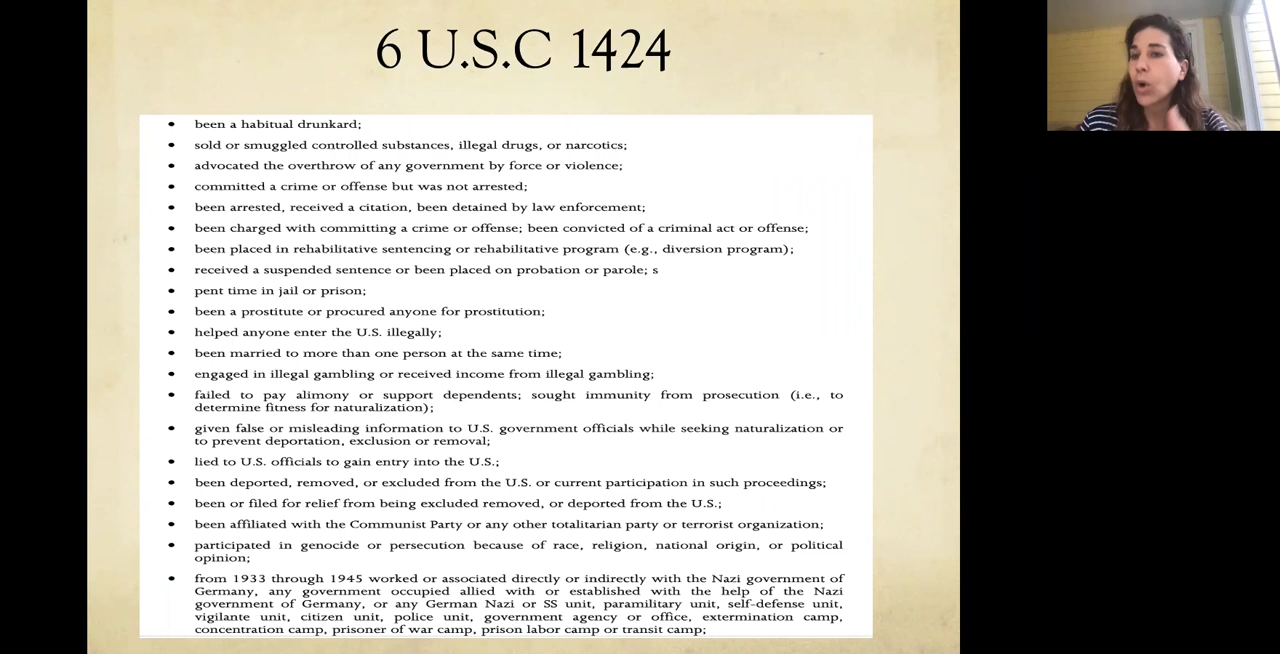 6 U.S.C 1424
• been a habitual drunkard;
• sold or smuggled controlled substances, illegal drugs, or narcotics;
• advocated the overthrow of any government by force or violence;
• committed a crime or offense but was not arrested;
• been arrested, received a citation, been detained by law enforcement;
• been charged with committing a crime or offense; been convicted of a criminal act or offense;
• been placed in rehabilitative sentencing or rehabilitative program (e.g., diversion program);
• received a suspended sentence or been placed on probation or parole; s
• pent time in jail or prison;
• been a prostitute or procured anyone for prostitution;
• helped anyone enter the U.S. illegally;
• been married to more than one person at the same time;
• engaged in illegal gambling or received income from illegal gambling;
• failed to pay alimony or support dependents; sought immunity from prosecution (i.e., to
determine fitness for naturalization);
• given false or misleading information to U.S. government officials while seeking naturalization or
to prevent deportation, exclusion or removal;
• lied to U.S. officials to gain entry into the U.S.;
• been deported, removed, or excluded from the U.S. or current participation in such proceedings;
• been or filed for relief from being excluded removed, or deported from the U.S.;
• been affiliated with the Communist Party or any other totalitarian party or terrorist organization;
• participated in genocide or persecution because of race, religion, national origin, or political
opinion;
• from 1933 through 1945 worked or associated directly or indirectly with the Nazi government of
Germany, any government occupied allied with or established with the help of the Nazi
government of Germany, or any German Nazi or SS unit, paramilitary unit, self-defense unit,
vigilante unit, citizen unit, police unit, government agency or office, extermination camp,
concentration camp, prisoner of war camp, prison labor camp or transit camp;